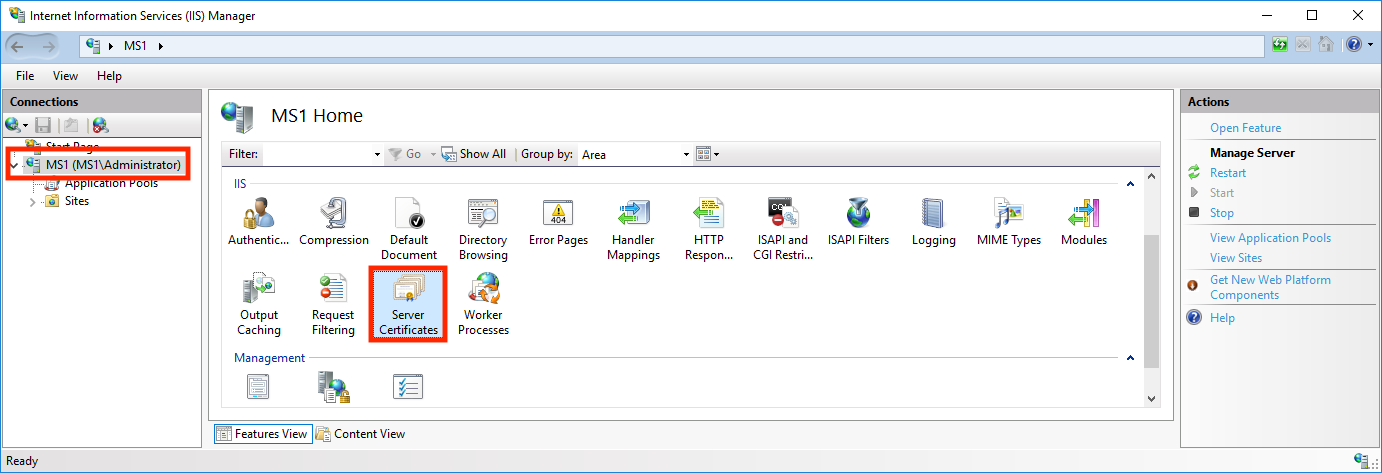 Internet Information Services (IIS) Manager
MS1
File View Help
Connections
Start Page
MS1 (MS1\Administrator)
Application Pools
Sites
MS1 Home
Filter: Go Show All Group by: Area
IIS
Authentic... Compression Default Document Directory Browsing Error Pages Handler Mappings HTTP Respon... ISAPI and CGI Restri... ISAPI Filters Logging MIME Types Modules
404
CGI
Output Caching Request Filtering Server Certificates Worker Processes
Management
Features View Content View
Actions
Open Feature
Manage Server
Restart
Start
Stop
View Application Pools
View Sites
Get New Web Platform
Components
Help
Ready